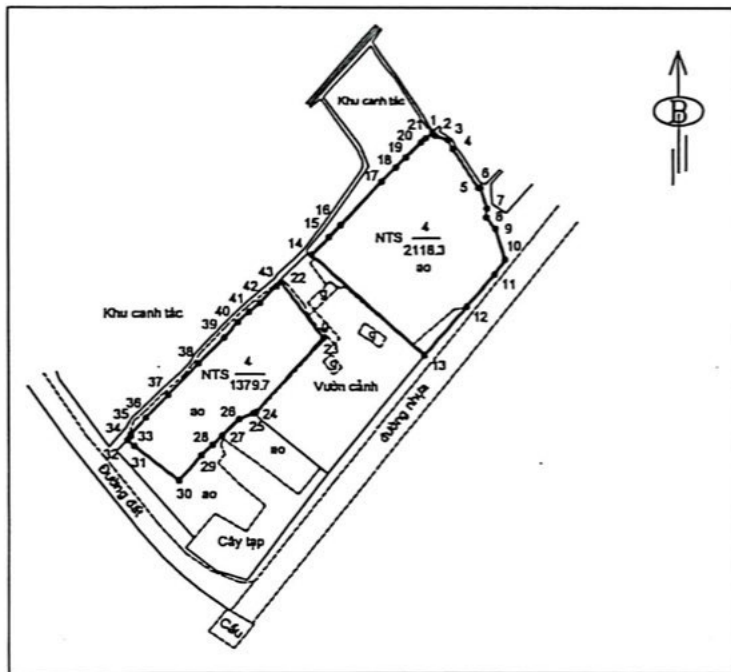 Khu canh tác
B
1
2
3
21
20
4
19
18
17
6
5
7
8
16
9
15
NTS 4
2118.3
ao
10
14
11
43
22
42
g
41
12
40
Khu canh tác
g
g
39
23
13
38
g
NTS 4
1379.7
Vườn cảnh
37
ao
đường nhựa
36
26
24
35
25
34
33
27
28
ao
32
31
29
30
ao
Đường đất
Cây tạp
Cầu